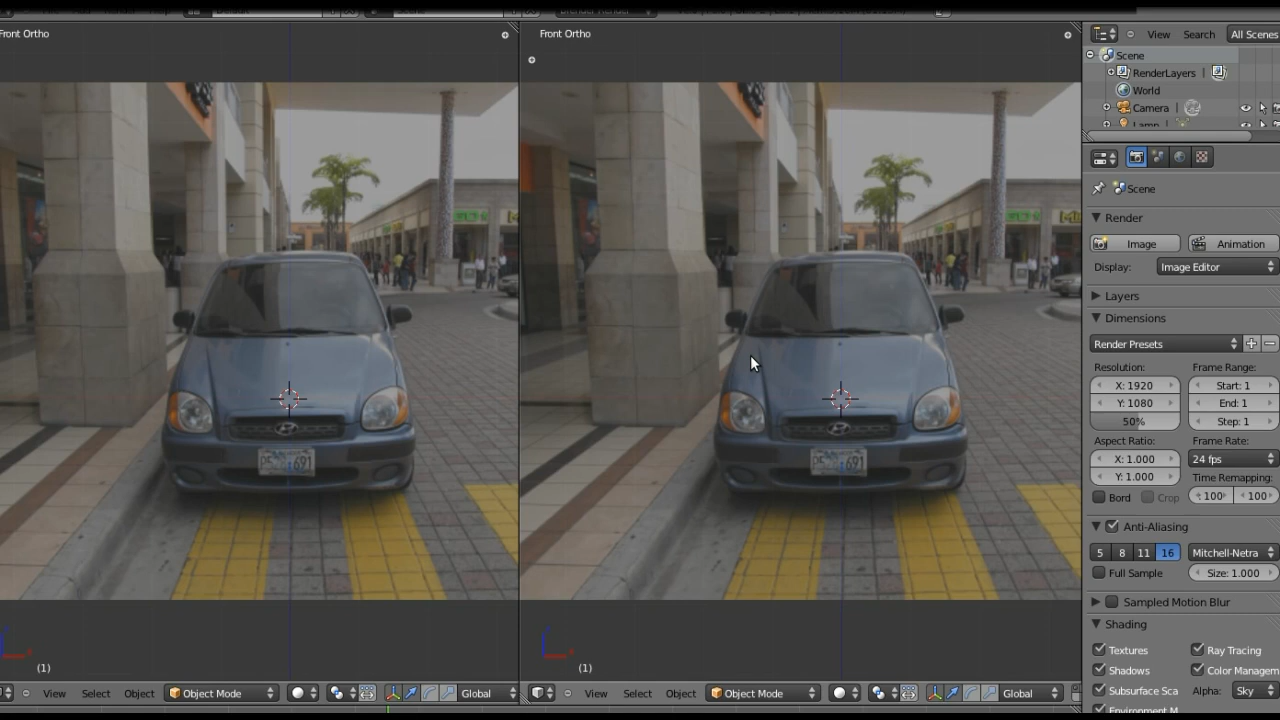 Front Ortho
Front Ortho
View Search All Scenes
Scene
RenderLayers
World
Camera
Lamp
Scene
Render
Image Animation
Display: Image Editor
Layers
Dimensions
Render Presets
Resolution: Frame Range:
X: 1920 Start: 1
Y: 1080 End: 1
50% Step: 1
Aspect Ratio: Frame Rate:
X: 1.000 24 fps
Y: 1.000 Time Remapping:
Bord Crop 100 100
Anti-Aliasing
5 8 11 16 Mitchell-Netra
Full Sample Size: 1.000
Sampled Motion Blur
Shading
Textures Ray Tracing
Shadows Color Managem
Subsurface Sca Alpha: Sky
Environment M
(1)
(1)
View Select Object Object Mode Global
View Select Object Object Mode Global